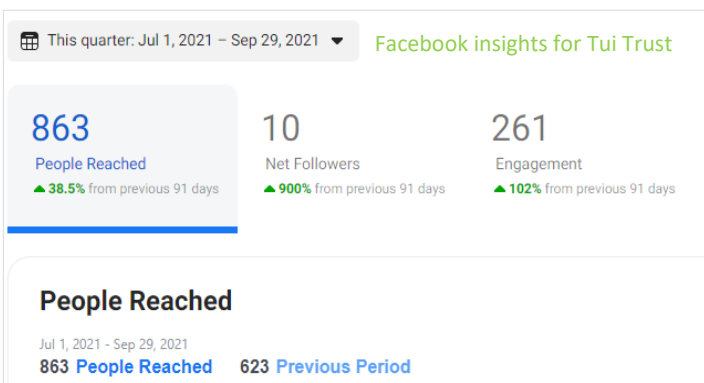 This quarter: Jul 1, 2021 – Sep 29, 2021
Facebook insights for Tui Trust
863
People Reached
38.5% from previous 91 days
10
Net Followers
900% from previous 91 days
261
Engagement
102% from previous 91 days
People Reached
Jul 1, 2021 - Sep 29, 2021
863 People Reached 623 Previous Period